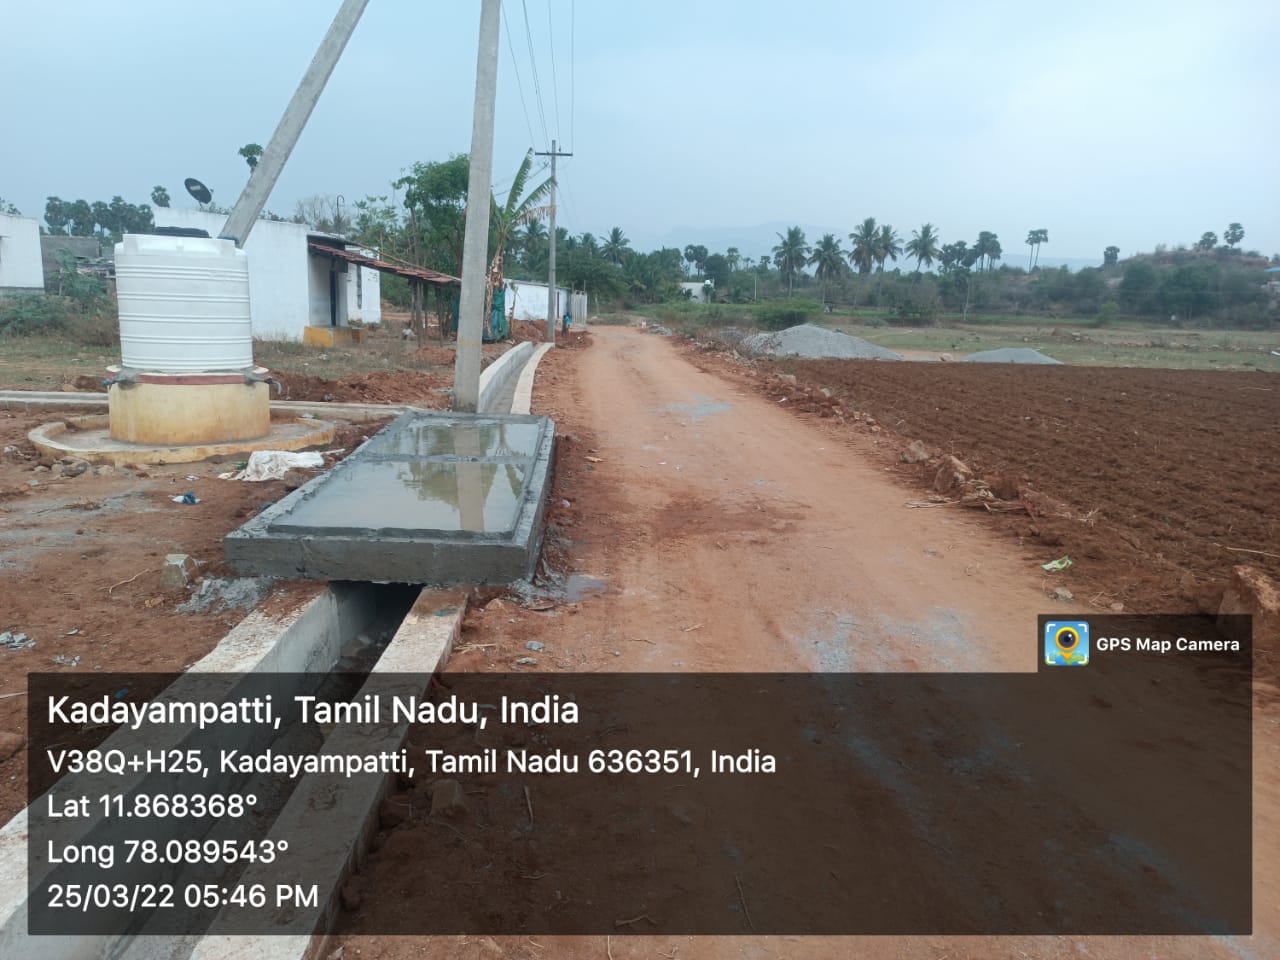 GPS Map Camera
Kadayampatti, Tamil Nadu, India
V38Q+H25, Kadayampatti, Tamil Nadu 636351, India
Lat 11.868368°
Long 78.089543°
25/03/22 05:46 PM